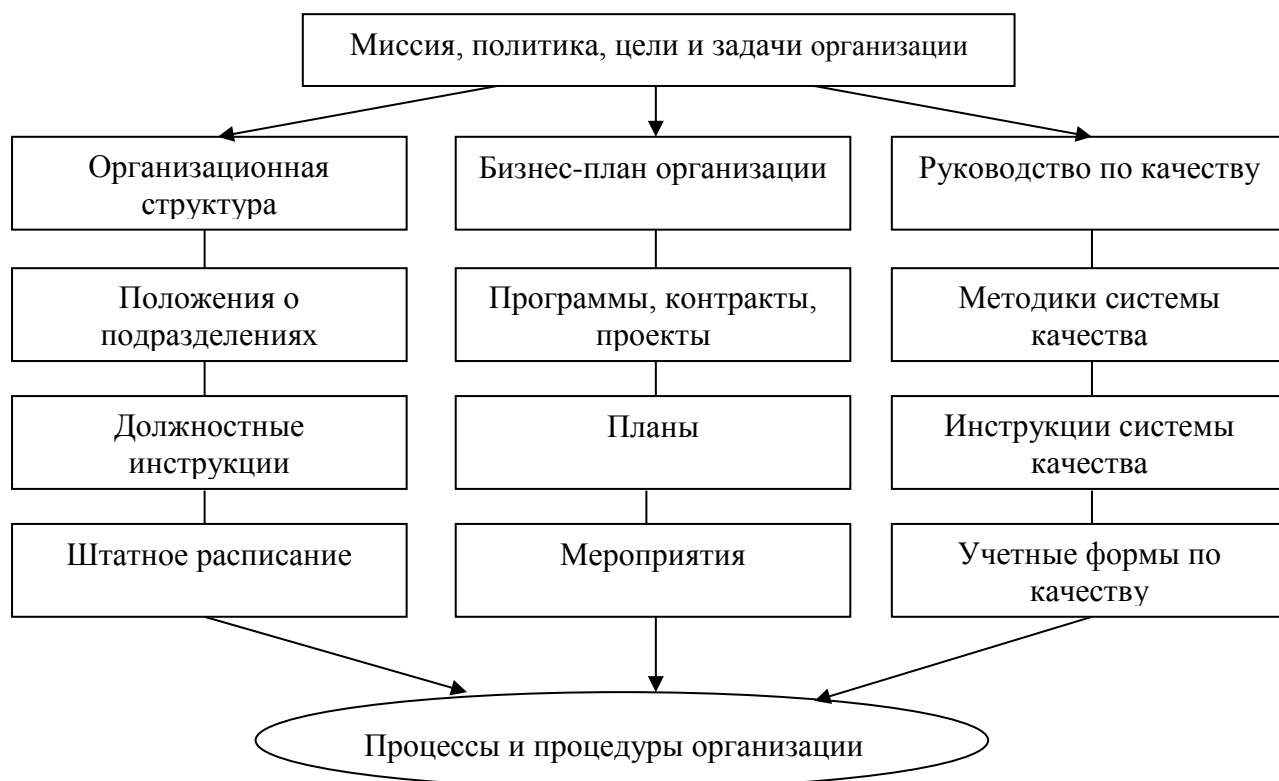 Миссия, политика, цели и задачи организации
Организационная
структура
Бизнес-план организации
Руководство по качеству
Положения о
подразделениях
Программы, контракты,
проекты
Методики системы
качества
Должностные
инструкции
Планы
Инструкции системы
качества
Штатное расписание
Мероприятия
Учетные формы по
качеству
Процессы и процедуры организации